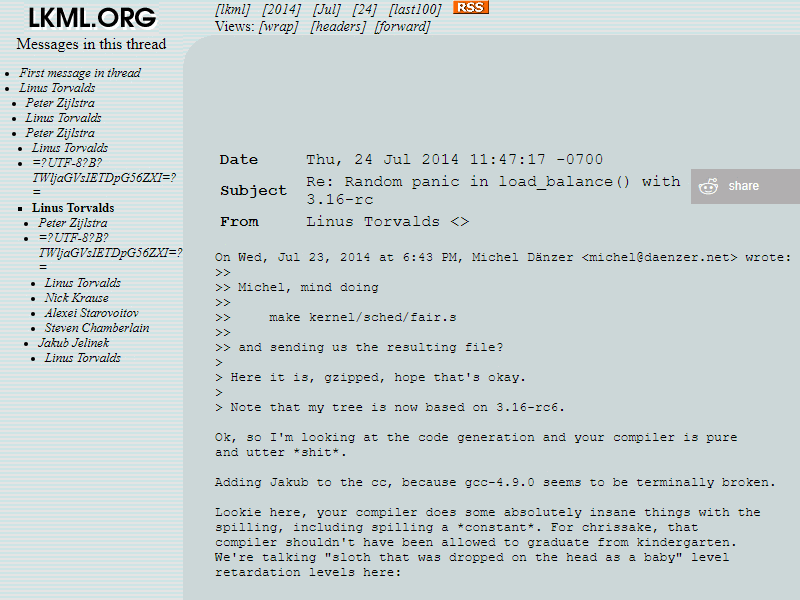 LKML.ORG
Messages in this thread
First message in thread
Linus Torvalds
Peter Zijlstra
Linus Torvalds
Peter Zijlstra
Linus Torvalds
=?UTF-8?B?
TWljaGVsIETDpG56ZXI=?
=
Linus Torvalds
Peter Zijlstra
=?UTF-8?B?
TWljaGVsIETDpG56ZXI=?
=
Linus Torvalds
Nick Krause
Alexei Starovoitov
Steven Chamberlain
Jakub Jelinek
Linus Torvalds
[lkml] [2014] [Jul] [24] [last100] RSS
Views: [wrap] [headers] [forward]
Date Thu, 24 Jul 2014 11:47:17 -0700
Subject Re: Random panic in load_balance() with
3.16-rc
From Linus Torvalds <>
share
On Wed, Jul 23, 2014 at 6:43 PM, Michel Dänzer <michel@daenzer.net> wrote:
>>
>> Michel, mind doing
>>
>>     make kernel/sched/fair.s
>>
>> and sending us the resulting file?
>
> Here it is, gzipped, hope that's okay.
>
> Note that my tree is now based on 3.16-rc6.
Ok, so I'm looking at the code generation and your compiler is pure
and utter *shit*.
Adding Jakub to the cc, because gcc-4.9.0 seems to be terminally broken.
Lookie here, your compiler does some absolutely insane things with the
spilling, including spilling a *constant*. For chrissake, that
compiler shouldn't have been allowed to graduate from kindergarten.
We're talking "sloth that was dropped on the head as a baby" level
retardation levels here: